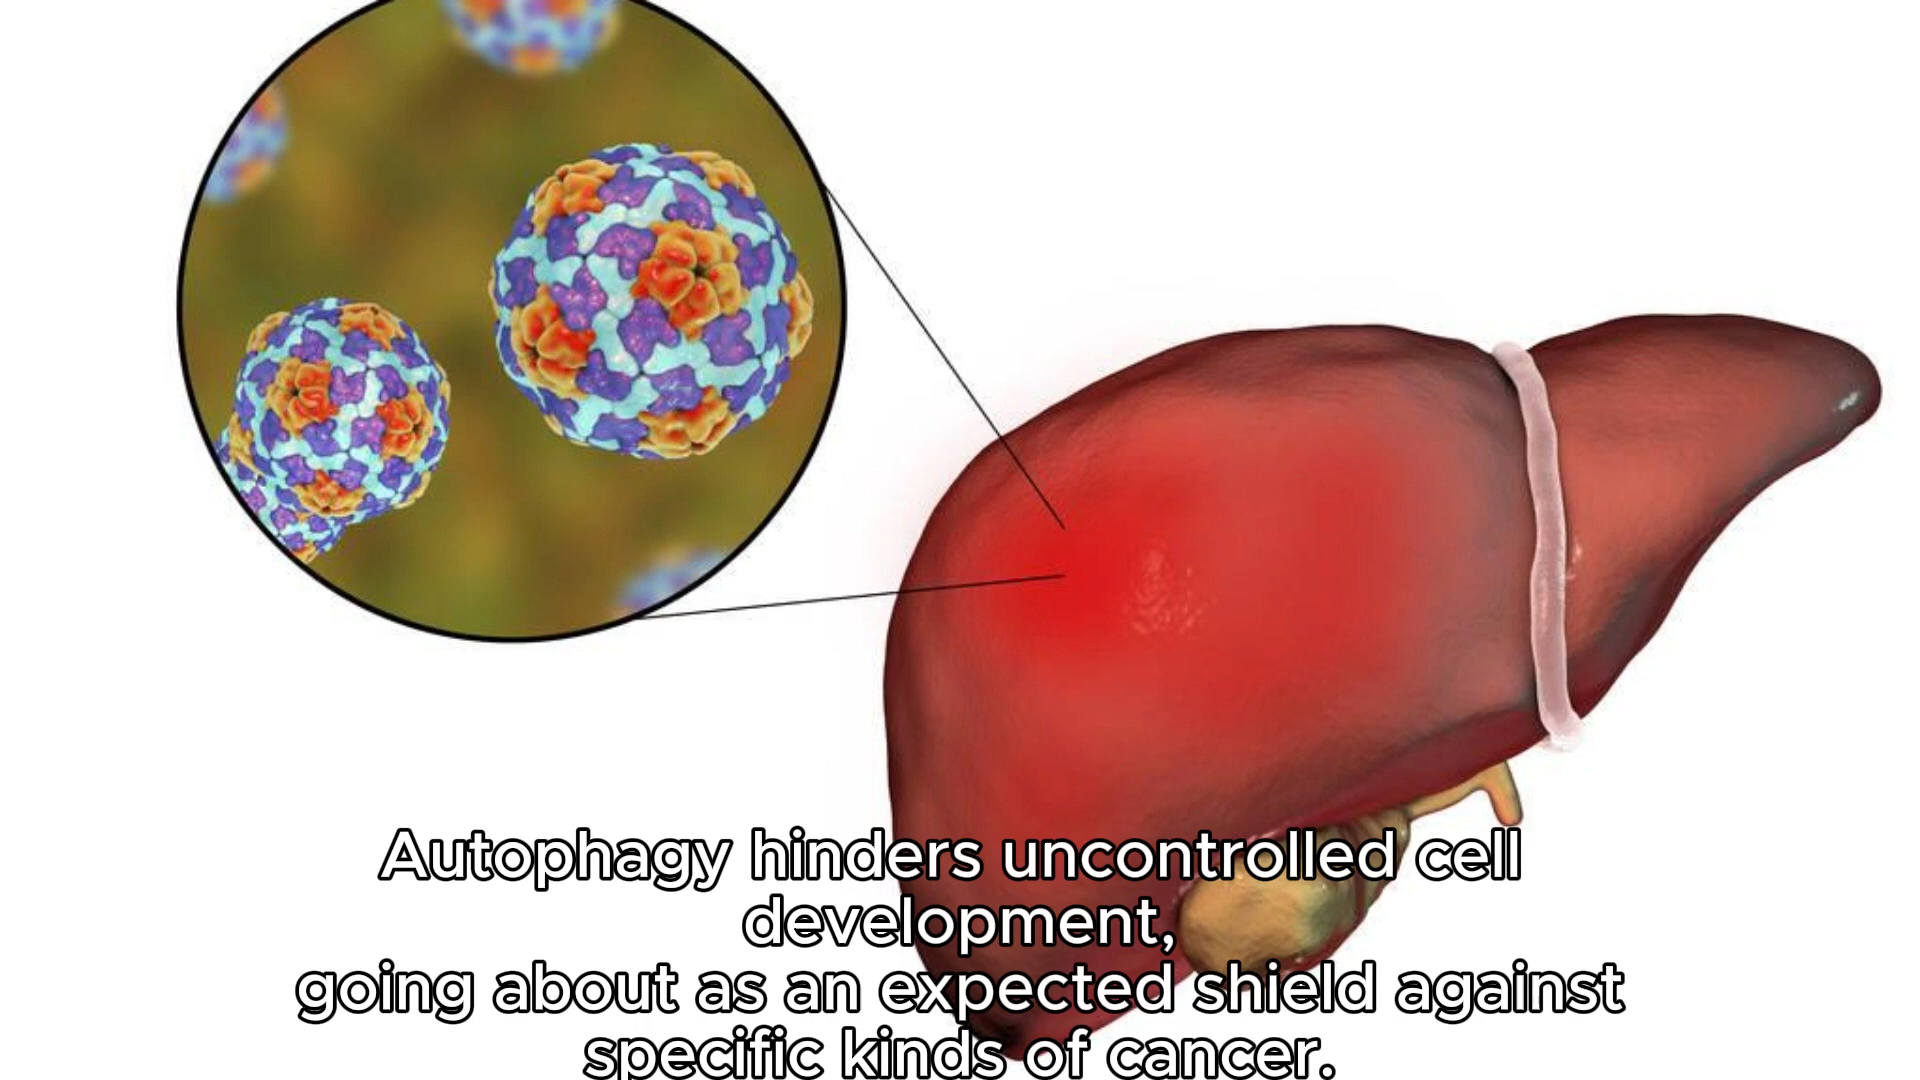 Autophagy hinders uncontrolled cell
development,
going about as an expected shield against
specific kinds of cancer.